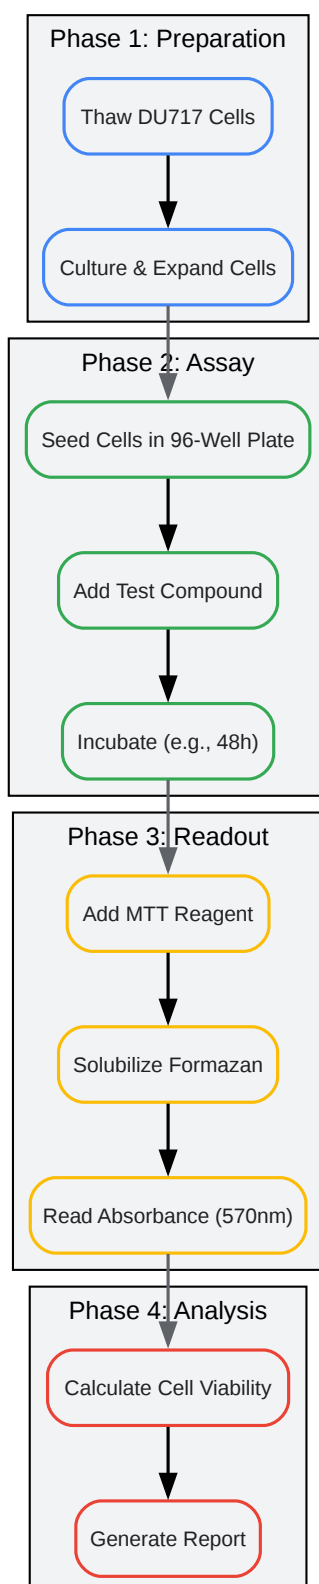 Phase 1: Preparation
Thaw DU717 Cells
Culture & Expand Cells
Phase 2: Assay
Seed Cells in 96-Well Plate
Add Test Compound
Incubate (e.g., 48h)
Phase 3: Readout
Add MTT Reagent
Solubilize Formazan
Read Absorbance (570nm)
Phase 4: Analysis
Calculate Cell Viability
Generate Report